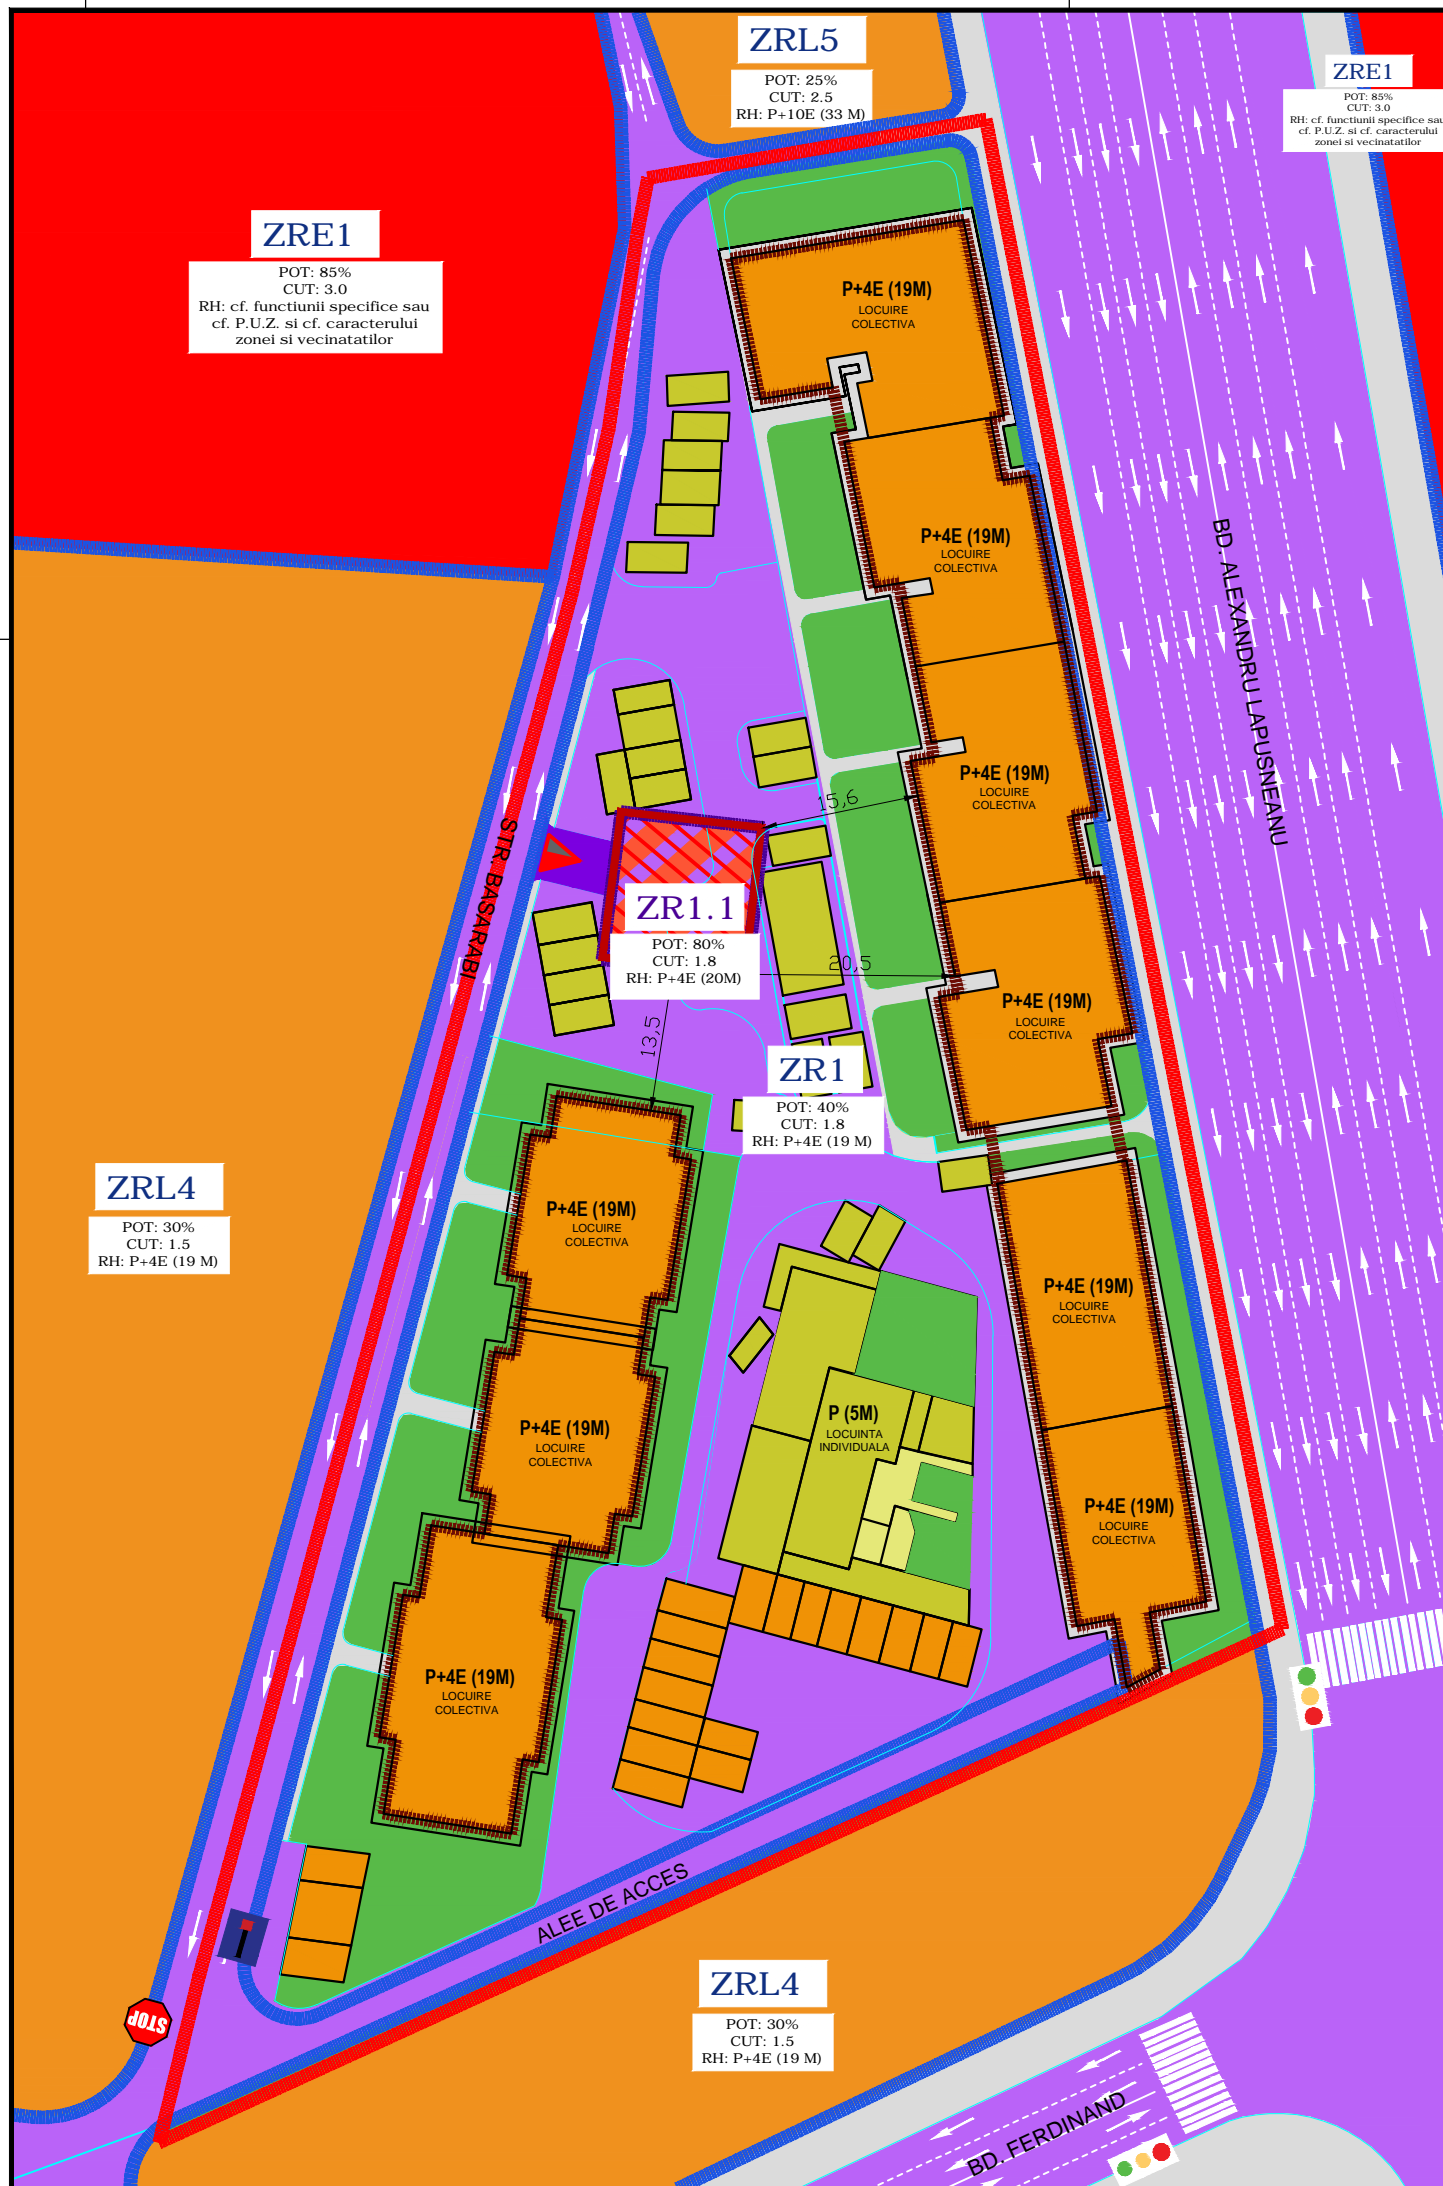 ZRL5
POT: 25%
CUT: 2.5
RH: P+10E (33 M)
ZRE1
POT: 85%
CUT: 3.0
RH: cf. functiunii specifice sau
cf. P.U.Z. si cf. caracterului
zonei si vecinatatilor
ZRE1
POT: 85%
CUT: 3.0
RH: cf. functiunii specifice sau
cf. P.U.Z. si cf. caracterului
zonei si vecinatatilor
P+4E (19M)
LOCUIRE
COLECTIVA
P+4E (19M)
LOCUIRE
COLECTIVA
BD. ALEXANDRU LAPUSNEANU
P+4E (19M)
LOCUIRE
COLECTIVA
15,6
STR. BASARABI
ZR1.1
POT: 80%
CUT: 1.8
RH: P+4E (20M)
20,5
P+4E (19M)
LOCUIRE
COLECTIVA
13,5
ZR1
POT: 40%
CUT: 1.8
RH: P+4E (19 M)
ZRL4
POT: 30%
CUT: 1.5
RH: P+4E (19 M)
P+4E (19M)
LOCUIRE
COLECTIVA
P+4E (19M)
LOCUIRE
COLECTIVA
P+4E (19M)
LOCUIRE
COLECTIVA
P (5M)
LOCUINTA
INDIVIDUALA
P+4E (19M)
LOCUIRE
COLECTIVA
P+4E (19M)
LOCUIRE
COLECTIVA
ALEE DE ACCES
STOP
ZRL4
POT: 30%
CUT: 1.5
RH: P+4E (19 M)
BD. FERDINAND